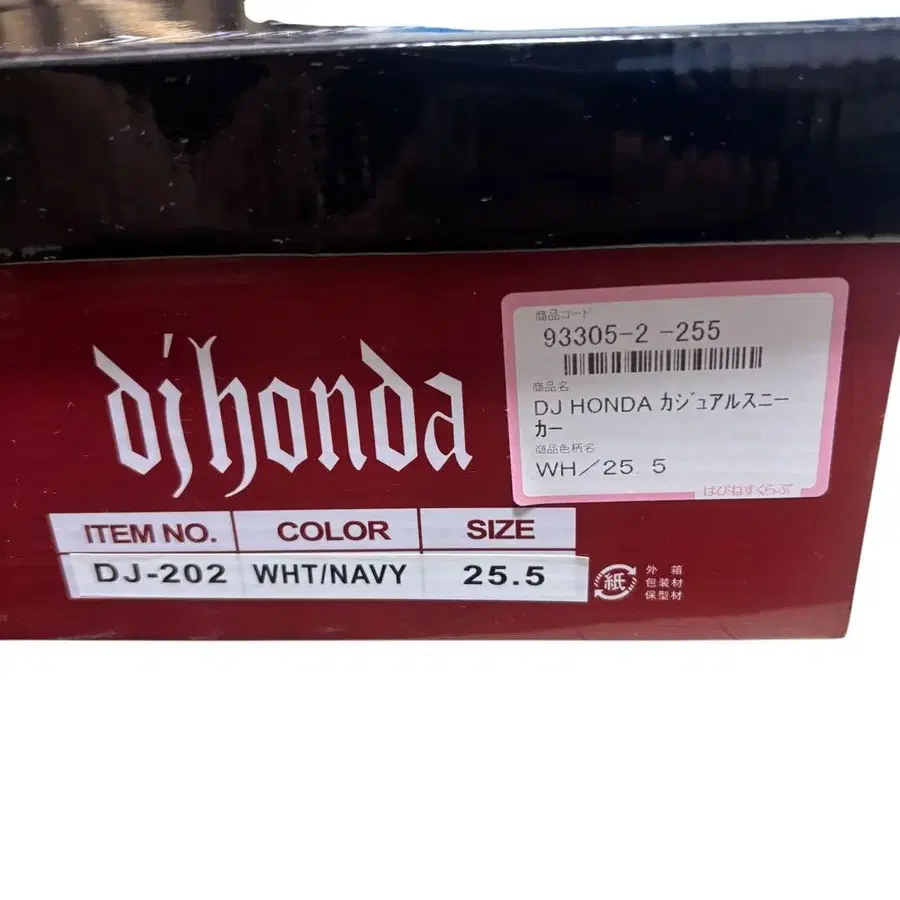 dj honda
商品コード
93305-2 -255
商品名
DJ HONDA カジュアルスニー
カー
商品色柄名
WH/25.5
はぴねすくらぶ
ITEM NO. COLOR SIZE
DJ-202 WHT/NAVY 25.5
紙
外箱
包装材
保型材